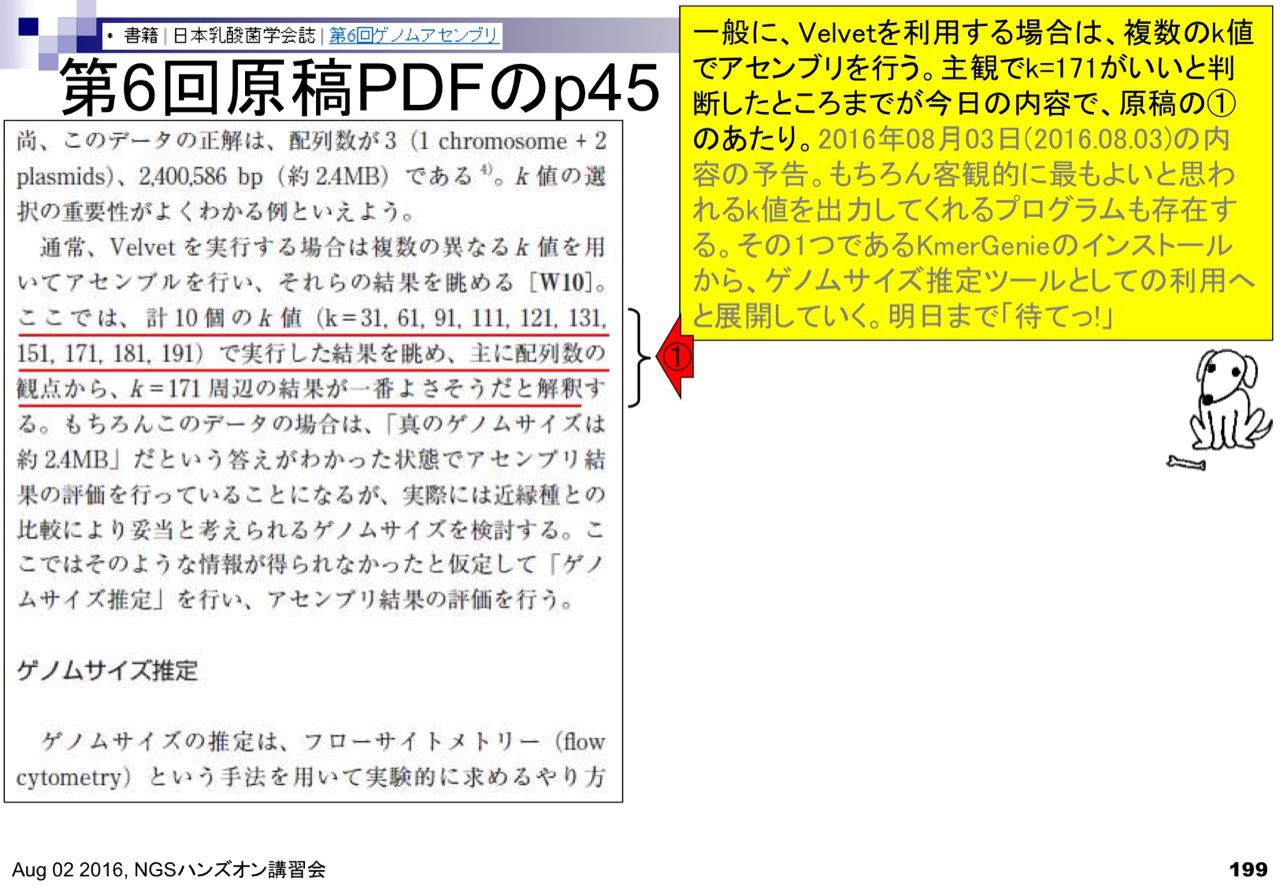 • 書籍 | 日本乳酸菌学会誌 | 第6回ゲノムアセンブリ
第6回原稿PDFのp45
尚、このデータの正解は、配列数が3（1 chromosome + 2
plasmids）、2,400,586 bp（約2.4MB）である 4)。k 値の選
択の重要性がよくわかる例といえよう。
通常、Velvet を実行する場合は複数の異なる k 値を用
いてアセンブルを行い、それらの結果を眺める［W10］。
ここでは、計10個の k 値（k = 31, 61, 91, 111, 121, 131,
151, 171, 181, 191）で実行した結果を眺め、主に配列数の
観点から、k = 171 周辺の結果が一番よさそうだと解釈す
る。もちろんこのデータの場合は、「真のゲノムサイズは
約2.4MB」だという答えがわかった状態でアセンブリ結
果の評価を行っていることになるが、実際には近縁種との
比較により妥当と考えられるゲノムサイズを検討する。こ
こではそのような情報が得られなかったと仮定して「ゲノ
ムサイズ推定」を行い、アセンブリ結果の評価を行う。
ゲノムサイズ推定
ゲノムサイズの推定は、フローサイトメトリー（flow
cytometry）という手法を用いて実験的に求めるやり方
①
一般に、Velvetを利用する場合は、複数のk値
でアセンブリを行う。主観でk=171がいいと判
断したところまでが今日の内容で、原稿の①
のあたり。2016年08月03日(2016.08.03)の内
容の予告。もちろん客観的に最もよいと思わ
れるk値を出力してくれるプログラムも存在す
る。その1つであるKmerGenieのインストール
から、ゲノムサイズ推定ツールとしての利用へ
と展開していく。明日まで「待てっ!」
Aug 02 2016, NGSハンズオン講習会
199